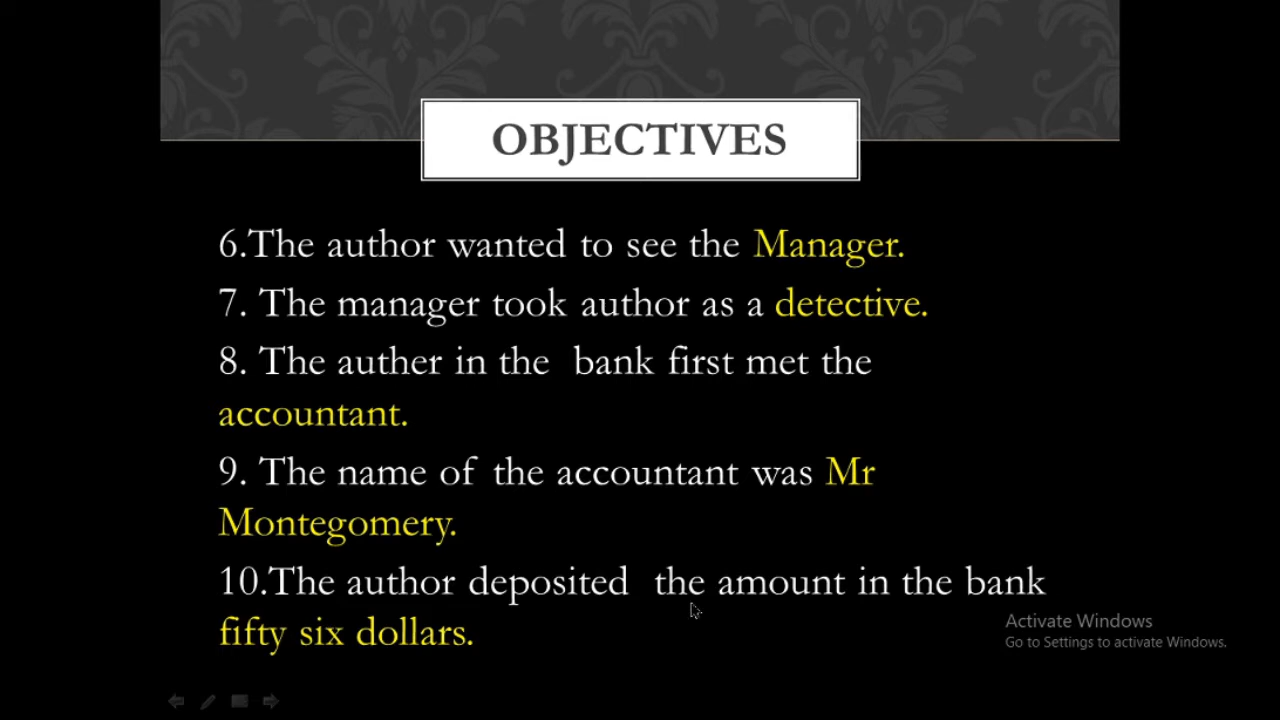 OBJECTIVES
6.The author wanted to see the Manager.
7. The manager took author as a detective.
8. The auther in the bank first met the
accountant.
9. The name of the accountant was Mr
Montegomery.
10.The author deposited the amount in the bank
fifty six dollars.
Activate Windows
Go to Settings to activate Windows.